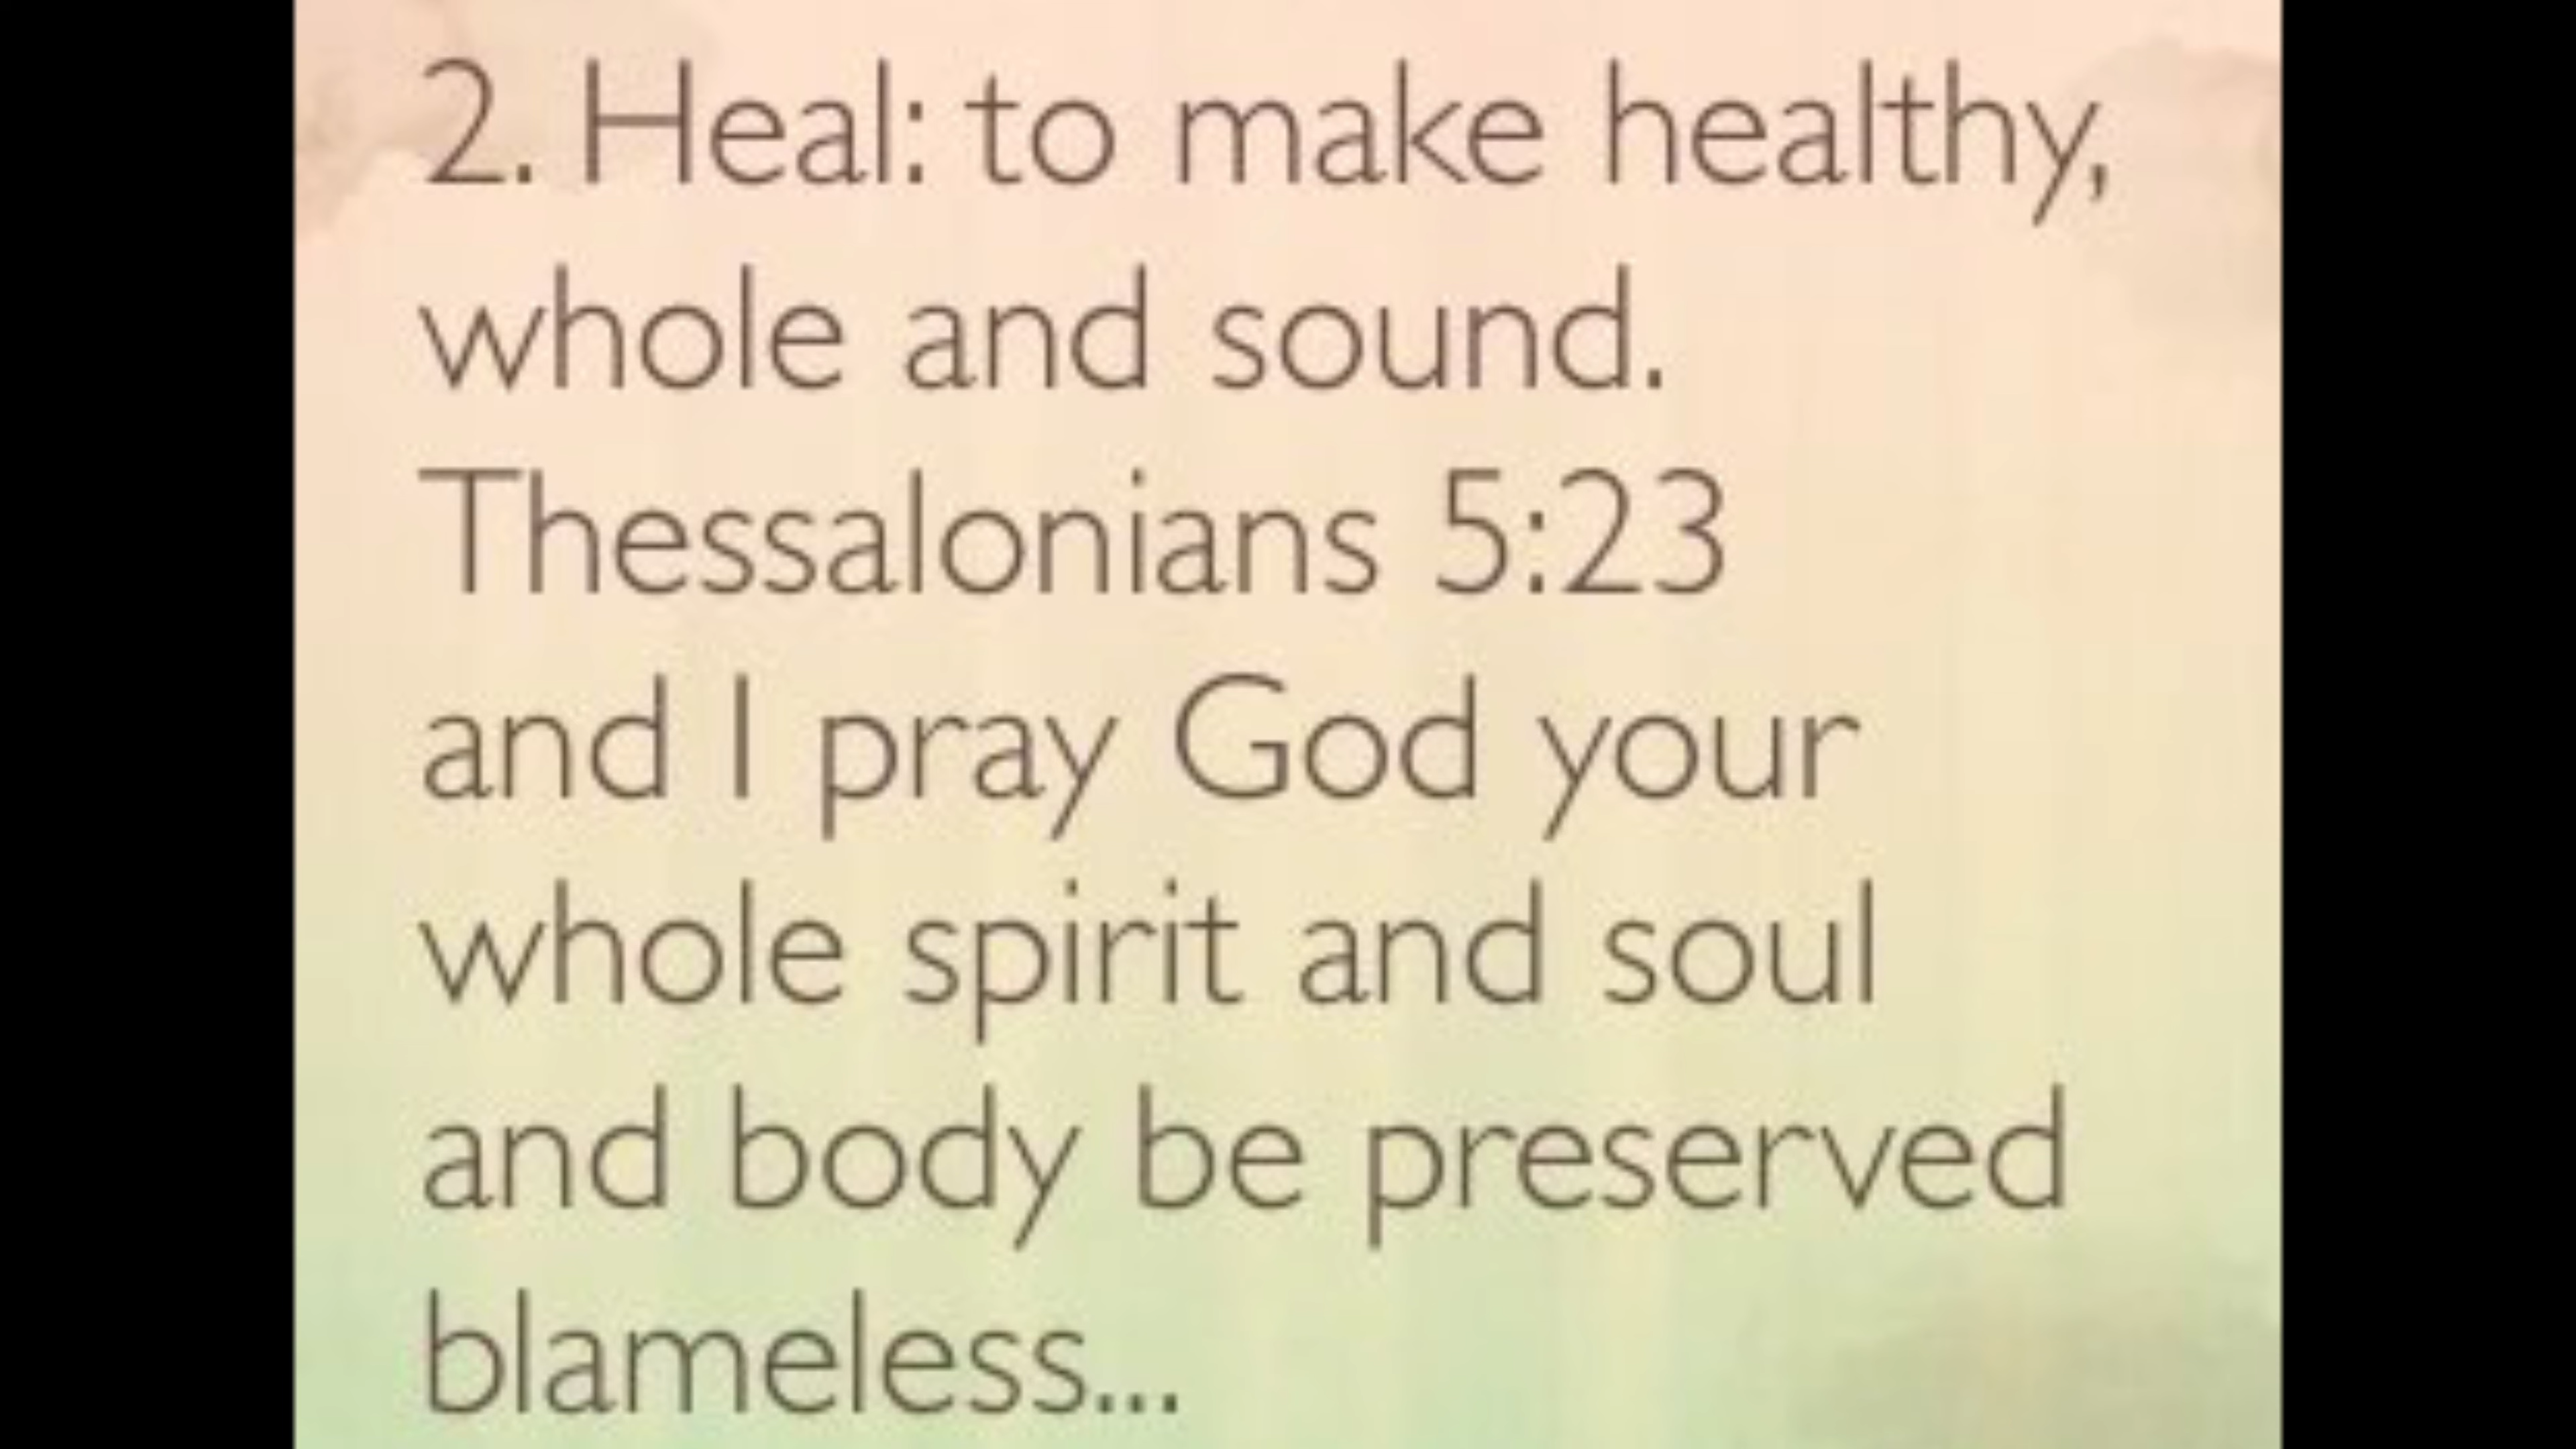 2. Heal: to make healthy,
whole and sound.
Thessalonians 5:23
and I pray God your
whole spirit and soul
and body be preserved
blameless...